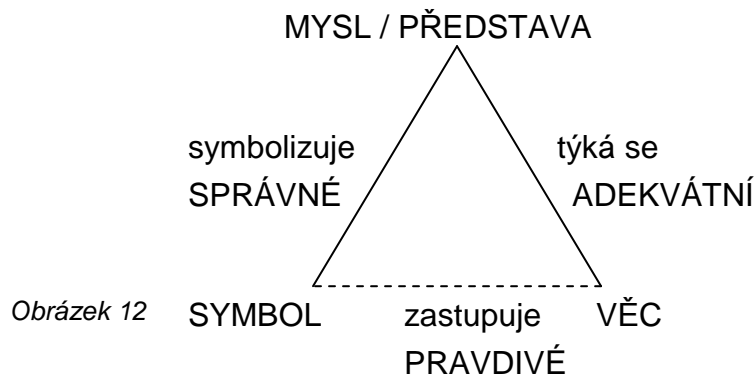 MYSL / PŘEDSTAVA
symbolizuje týká se
SPRÁVNÉ ADEKVÁTNÍ
Obrázek 12 SYMBOL zastupuje VĚC
PRAVDIVÉ